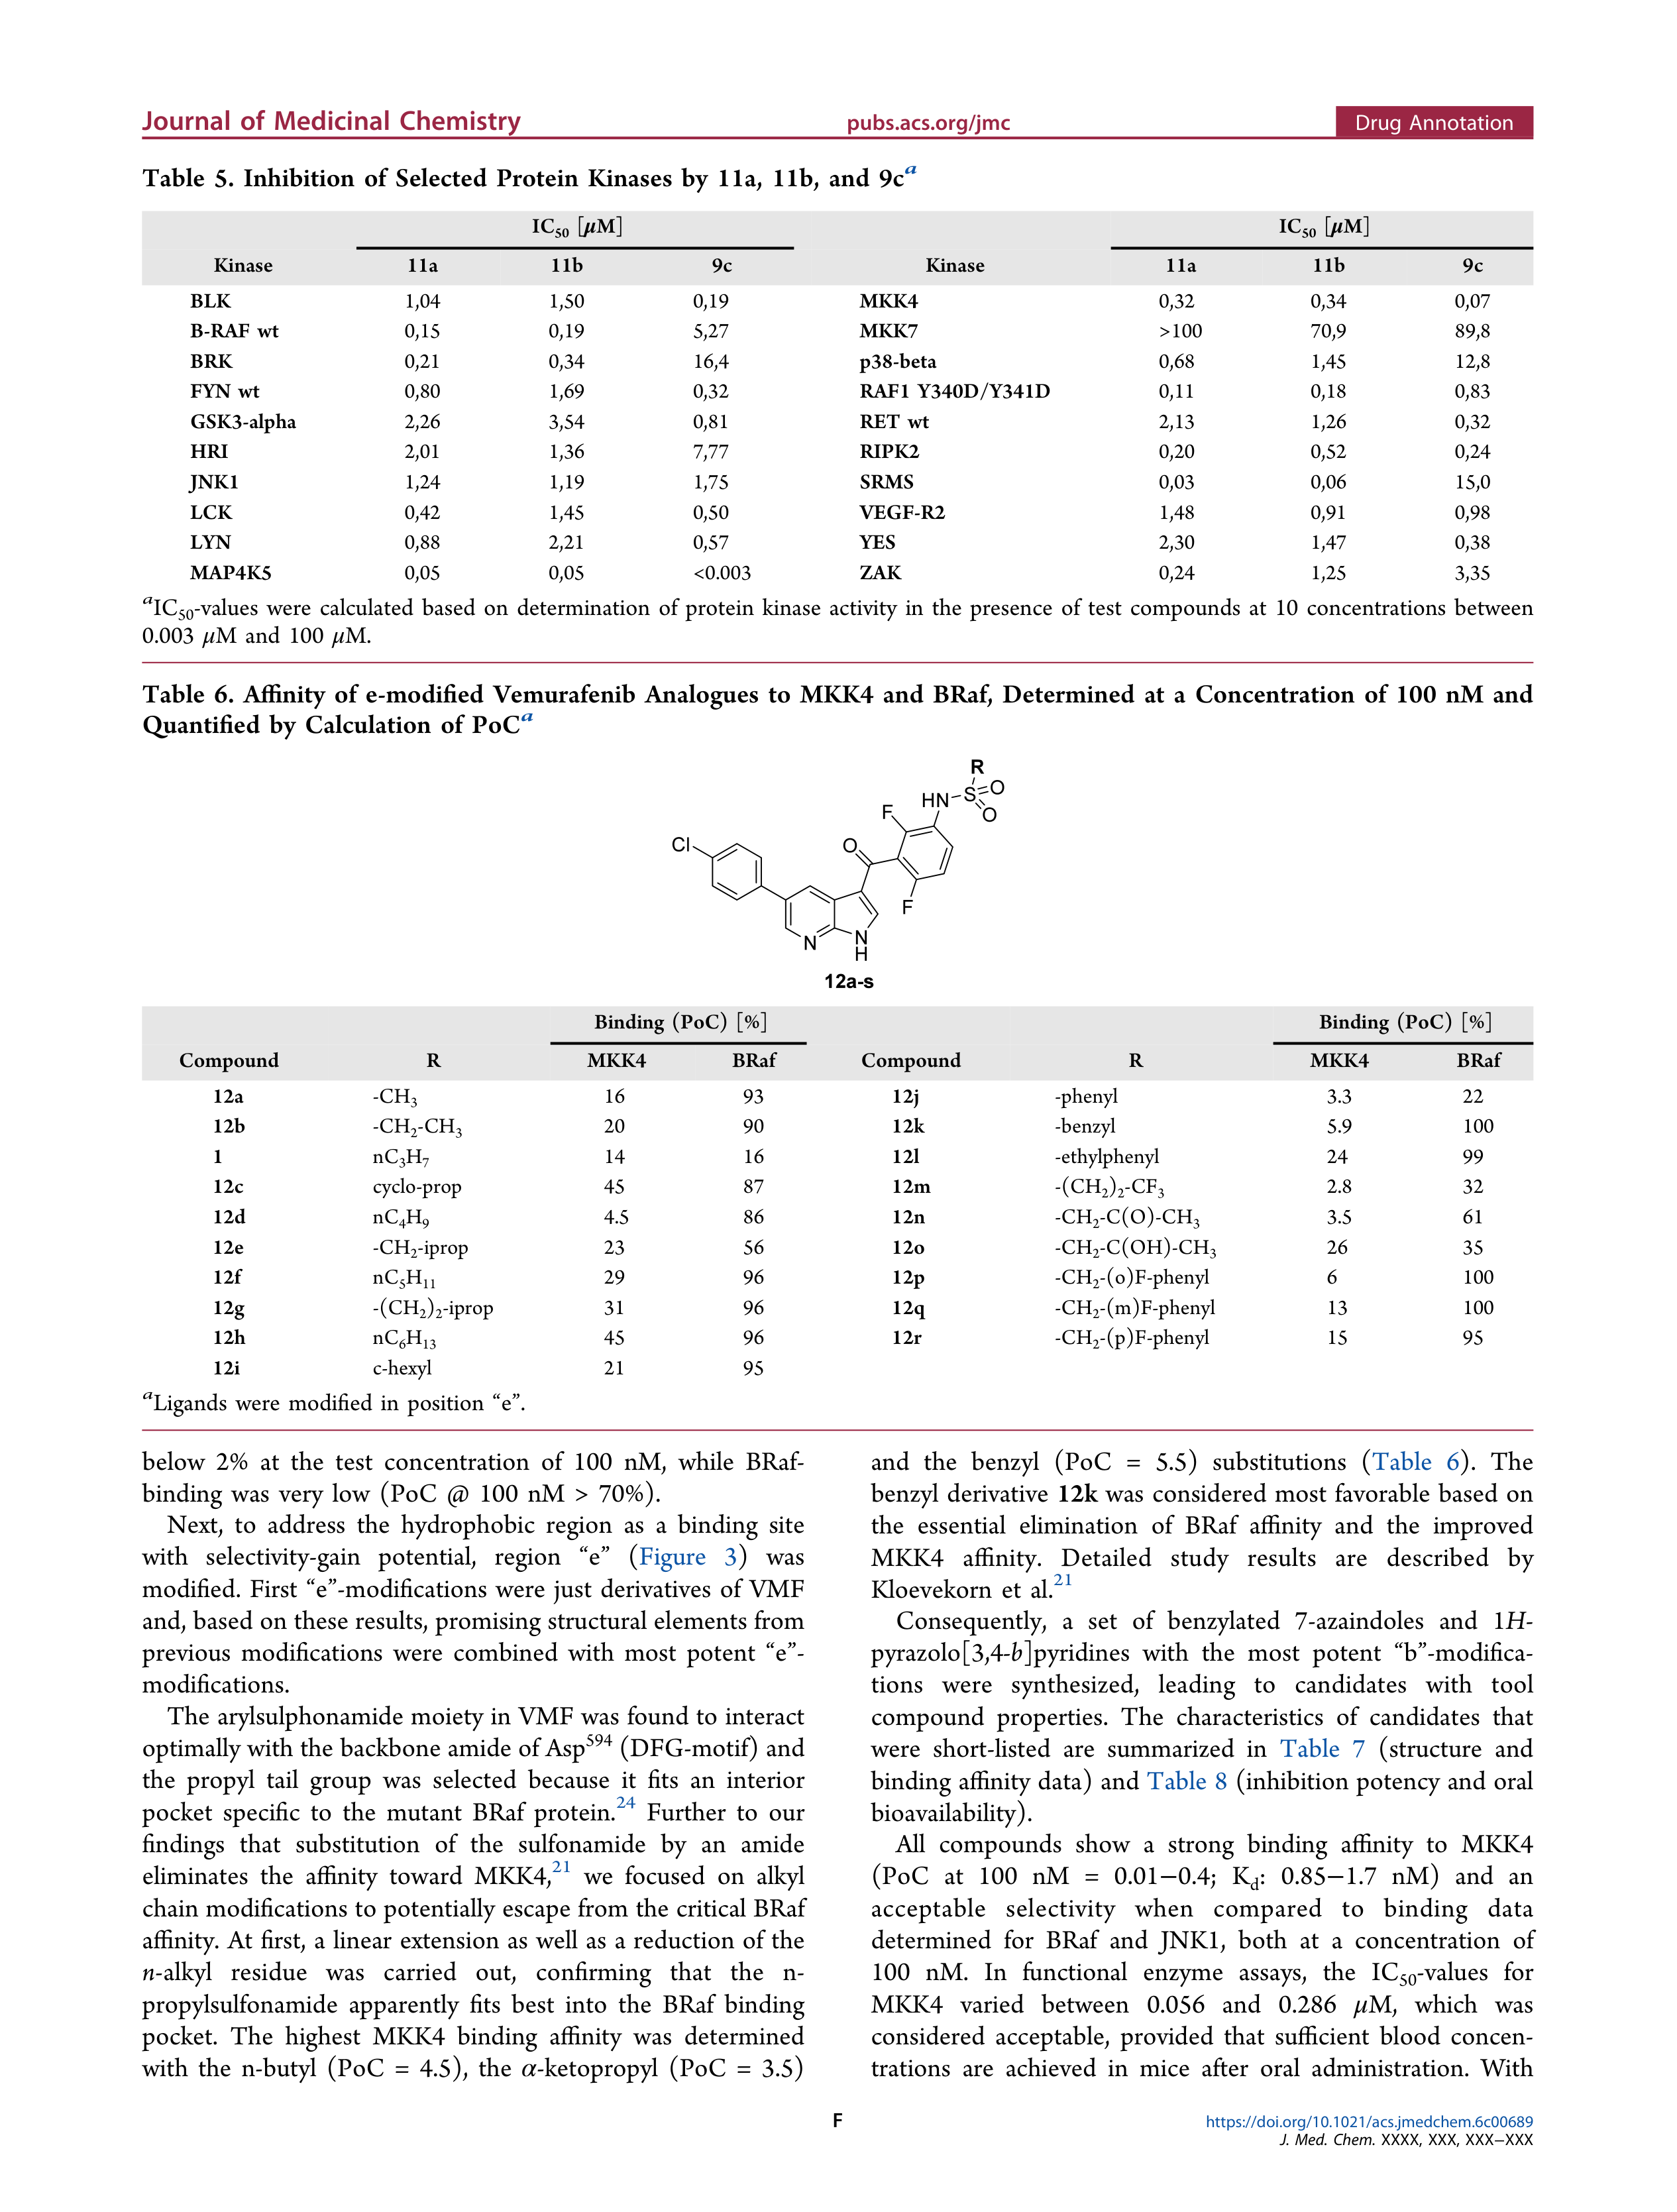 Journal of Medicinal Chemistry pubs.acs.org/jmc Drug Annotation
Table 5. Inhibition of Selected Protein Kinases by 11a, 11b, and 9c^a
IC50 [μM] IC50 [μM]
Kinase 11a 11b 9c Kinase 11a 11b 9c
BLK 1,04 1,50 0,19 MKK4 0,32 0,34 0,07
B-RAF wt 0,15 0,19 5,27 MKK7 >100 70,9 89,8
BRK 0,21 0,34 16,4 p38-beta 0,68 1,45 12,8
FYN wt 0,80 1,69 0,32 RAF1 Y340D/Y341D 0,11 0,18 0,83
GSK3-alpha 2,26 3,54 0,81 RET wt 2,13 1,26 0,32
HRI 2,01 1,36 7,77 RIPK2 0,20 0,52 0,24
JNK1 1,24 1,19 1,75 SRMS 0,03 0,06 15,0
LCK 0,42 1,45 0,50 VEGF-R2 1,48 0,91 0,98
LYN 0,88 2,21 0,57 YES 2,30 1,47 0,38
MAP4K5 0,05 0,05 <0.003 ZAK 0,24 1,25 3,35
^aIC50-values were calculated based on determination of protein kinase activity in the presence of test compounds at 10 concentrations between
0.003 μM and 100 μM.
Table 6. Affinity of e-modified Vemurafenib Analogues to MKK4 and BRaf, Determined at a Concentration of 100 nM and
Quantified by Calculation of PoC^a
R
HN S O
O
F
Cl
O
F
N N
H
12a-s
Binding (PoC) [%] Binding (PoC) [%]
Compound R MKK4 BRaf Compound R MKK4 BRaf
12a -CH3 16 93 12j -phenyl 3.3 22
12b -CH2-CH3 20 90 12k -benzyl 5.9 100
1 nC3H7 14 16 12l -ethylphenyl 24 99
12c cyclo-prop 45 87 12m -(CH2)2-CF3 2.8 32
12d nC4H9 4.5 86 12n -CH2-C(O)-CH3 3.5 61
12e -CH2-iprop 23 56 12o -CH2-C(OH)-CH3 26 35
12f nC5H11 29 96 12p -CH2-(o)F-phenyl 6 100
12g -(CH2)2-iprop 31 96 12q -CH2-(m)F-phenyl 13 100
12h nC6H13 45 96 12r -CH2-(p)F-phenyl 15 95
12i c-hexyl 21 95
^aLigands were modified in position “e”.
below 2% at the test concentration of 100 nM, while BRaf-
binding was very low (PoC @ 100 nM > 70%).
Next, to address the hydrophobic region as a binding site
with selectivity-gain potential, region “e” (Figure 3) was
modified. First “e”-modifications were just derivatives of VMF
and, based on these results, promising structural elements from
previous modifications were combined with most potent “e”-
modifications.
The arylsulphonamide moiety in VMF was found to interact
optimally with the backbone amide of Asp^594 (DFG-motif) and
the propyl tail group was selected because it fits an interior
pocket specific to the mutant BRaf protein.^24 Further to our
findings that substitution of the sulfonamide by an amide
eliminates the affinity toward MKK4,^21 we focused on alkyl
chain modifications to potentially escape from the critical BRaf
affinity. At first, a linear extension as well as a reduction of the
n-alkyl residue was carried out, confirming that the n-
propylsulfonamide apparently fits best into the BRaf binding
pocket. The highest MKK4 binding affinity was determined
with the n-butyl (PoC = 4.5), the α-ketopropyl (PoC = 3.5)
and the benzyl (PoC = 5.5) substitutions (Table 6). The
benzyl derivative 12k was considered most favorable based on
the essential elimination of BRaf affinity and the improved
MKK4 affinity. Detailed study results are described by
Kloevekorn et al.^21
Consequently, a set of benzylated 7-azaindoles and 1H-
pyrazolo[3,4-b]pyridines with the most potent “b”-modifica-
tions were synthesized, leading to candidates with tool
compound properties. The characteristics of candidates that
were short-listed are summarized in Table 7 (structure and
binding affinity data) and Table 8 (inhibition potency and oral
bioavailability).
All compounds show a strong binding affinity to MKK4
(PoC at 100 nM = 0.01−0.4; Kd: 0.85−1.7 nM) and an
acceptable selectivity when compared to binding data
determined for BRaf and JNK1, both at a concentration of
100 nM. In functional enzyme assays, the IC50-values for
MKK4 varied between 0.056 and 0.286 μM, which was
considered acceptable, provided that sufficient blood concen-
trations are achieved in mice after oral administration. With
F
https://doi.org/10.1021/acs.jmedchem.6c00689
J. Med. Chem. XXXX, XXX, XXX−XXX